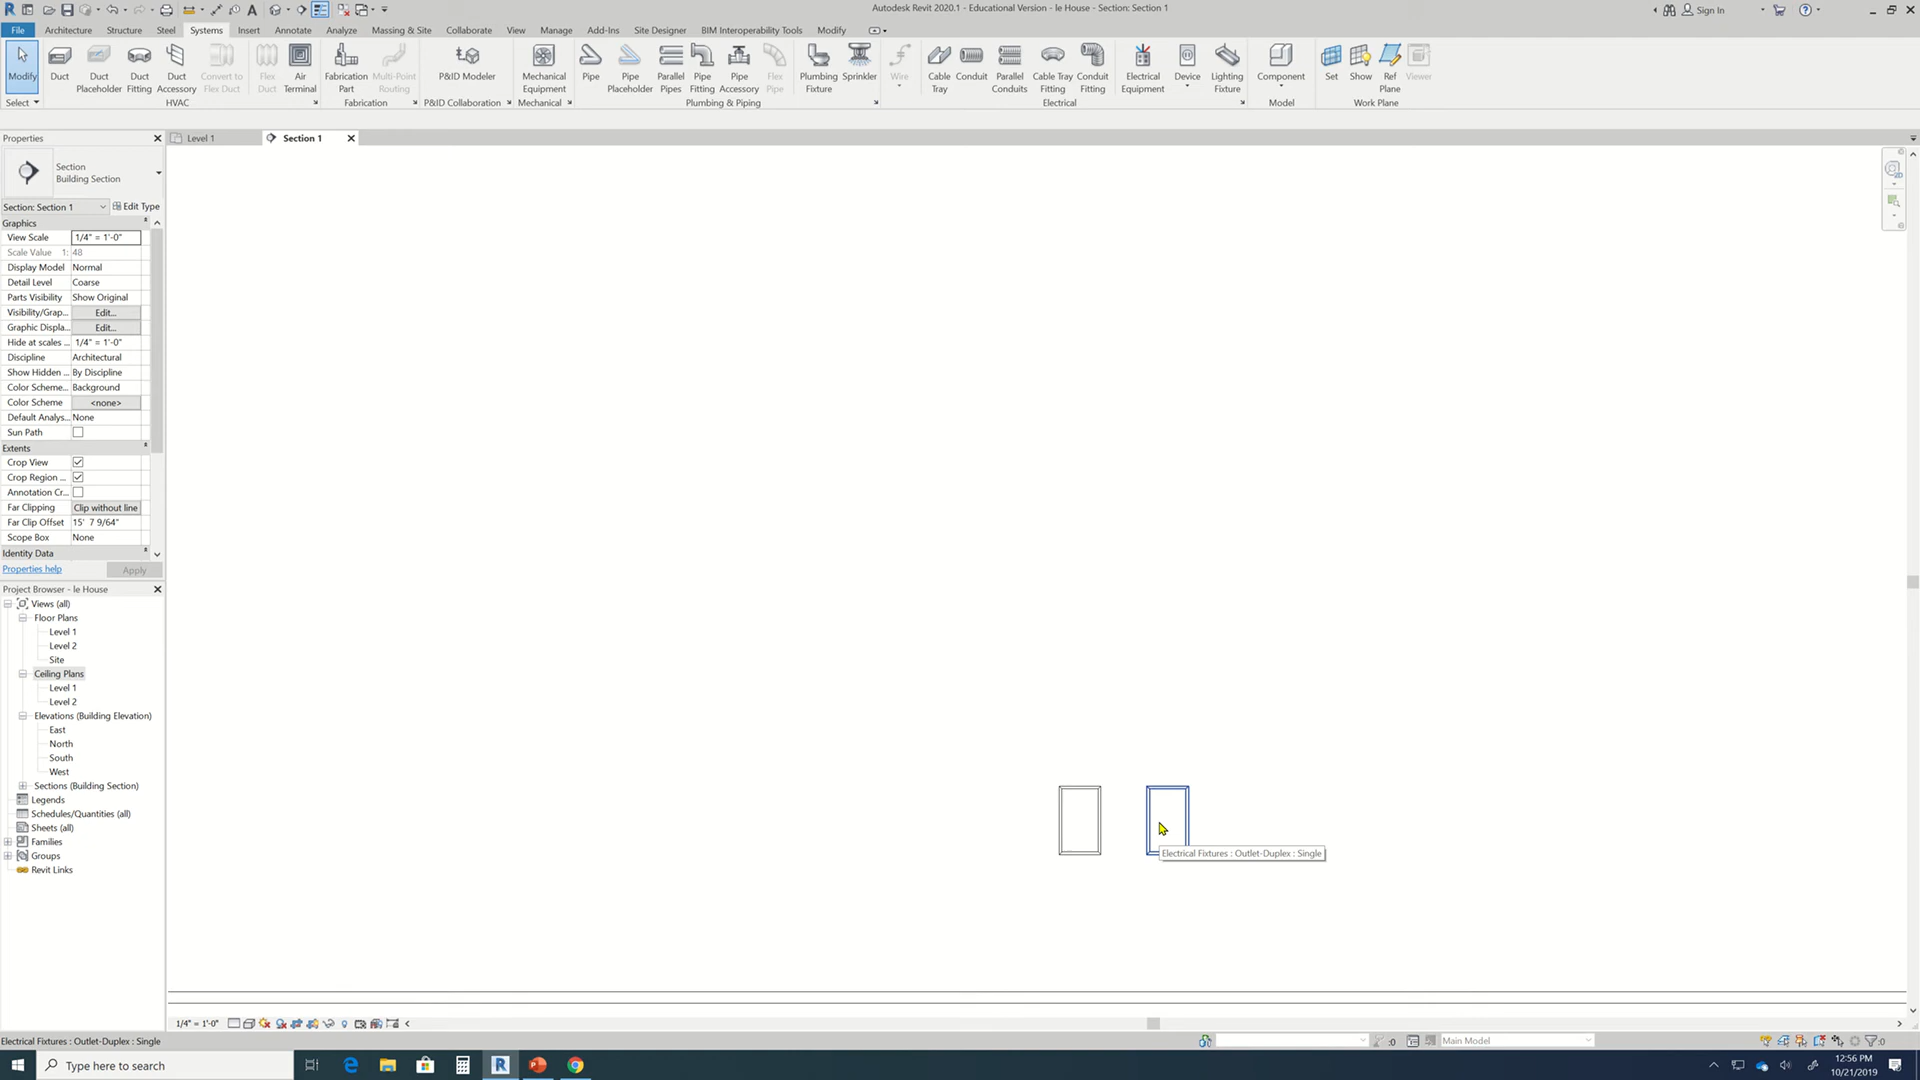 Autodesk Revit 2020.1 - Educational Version - le House - Section: Section 1
Sign In
File Architecture Structure Steel Systems Insert Annotate Analyze Massing & Site Collaborate View Manage Add-Ins Site Designer BIM Interoperability Tools Modify
Modify
Duct
Duct Placeholder
Duct Fitting
Duct Accessory
Convert to Flex Duct
Flex Duct
Air Terminal
Fabrication Part
Multi-Point Routing
P&ID Modeler
Mechanical Equipment
Pipe
Pipe Placeholder
Parallel Pipes
Pipe Fitting
Pipe Accessory
Flex Pipe
Plumbing Fixture
Sprinkler
Wire
Cable Tray
Conduit
Parallel Conduits
Cable Tray Fitting
Conduit Fitting
Electrical Equipment
Device
Lighting Fixture
Component
Set
Show
Ref Plane
Viewer
Select HVAC Fabrication P&ID Collaboration Mechanical Plumbing & Piping Electrical Model Work Plane
Properties
Level 1
Section 1
Section
Building Section
Section: Section 1
Edit Type
Graphics
View Scale 1/4" = 1'-0"
Scale Value 1: 48
Display Model Normal
Detail Level Coarse
Parts Visibility Show Original
Visibility/Grap... Edit...
Graphic Displa... Edit...
Hide at scales ... 1/4" = 1'-0"
Discipline Architectural
Show Hidden ... By Discipline
Color Scheme... Background
Color Scheme <none>
Default Analys... None
Sun Path
Extents
Crop View
Crop Region ...
Annotation Cr...
Far Clipping Clip without line
Far Clip Offset 15' 7 9/64"
Scope Box None
Identity Data
Properties help
Apply
Project Browser - le House
Views (all)
Floor Plans
Level 1
Level 2
Site
Ceiling Plans
Level 1
Level 2
Elevations (Building Elevation)
East
North
South
West
Sections (Building Section)
Legends
Schedules/Quantities (all)
Sheets (all)
Families
Groups
Revit Links
Electrical Fixtures : Outlet-Duplex : Single
1/4" = 1'-0"
Electrical Fixtures : Outlet-Duplex : Single
:0
Main Model
:0
Type here to search
12:56 PM
10/21/2019